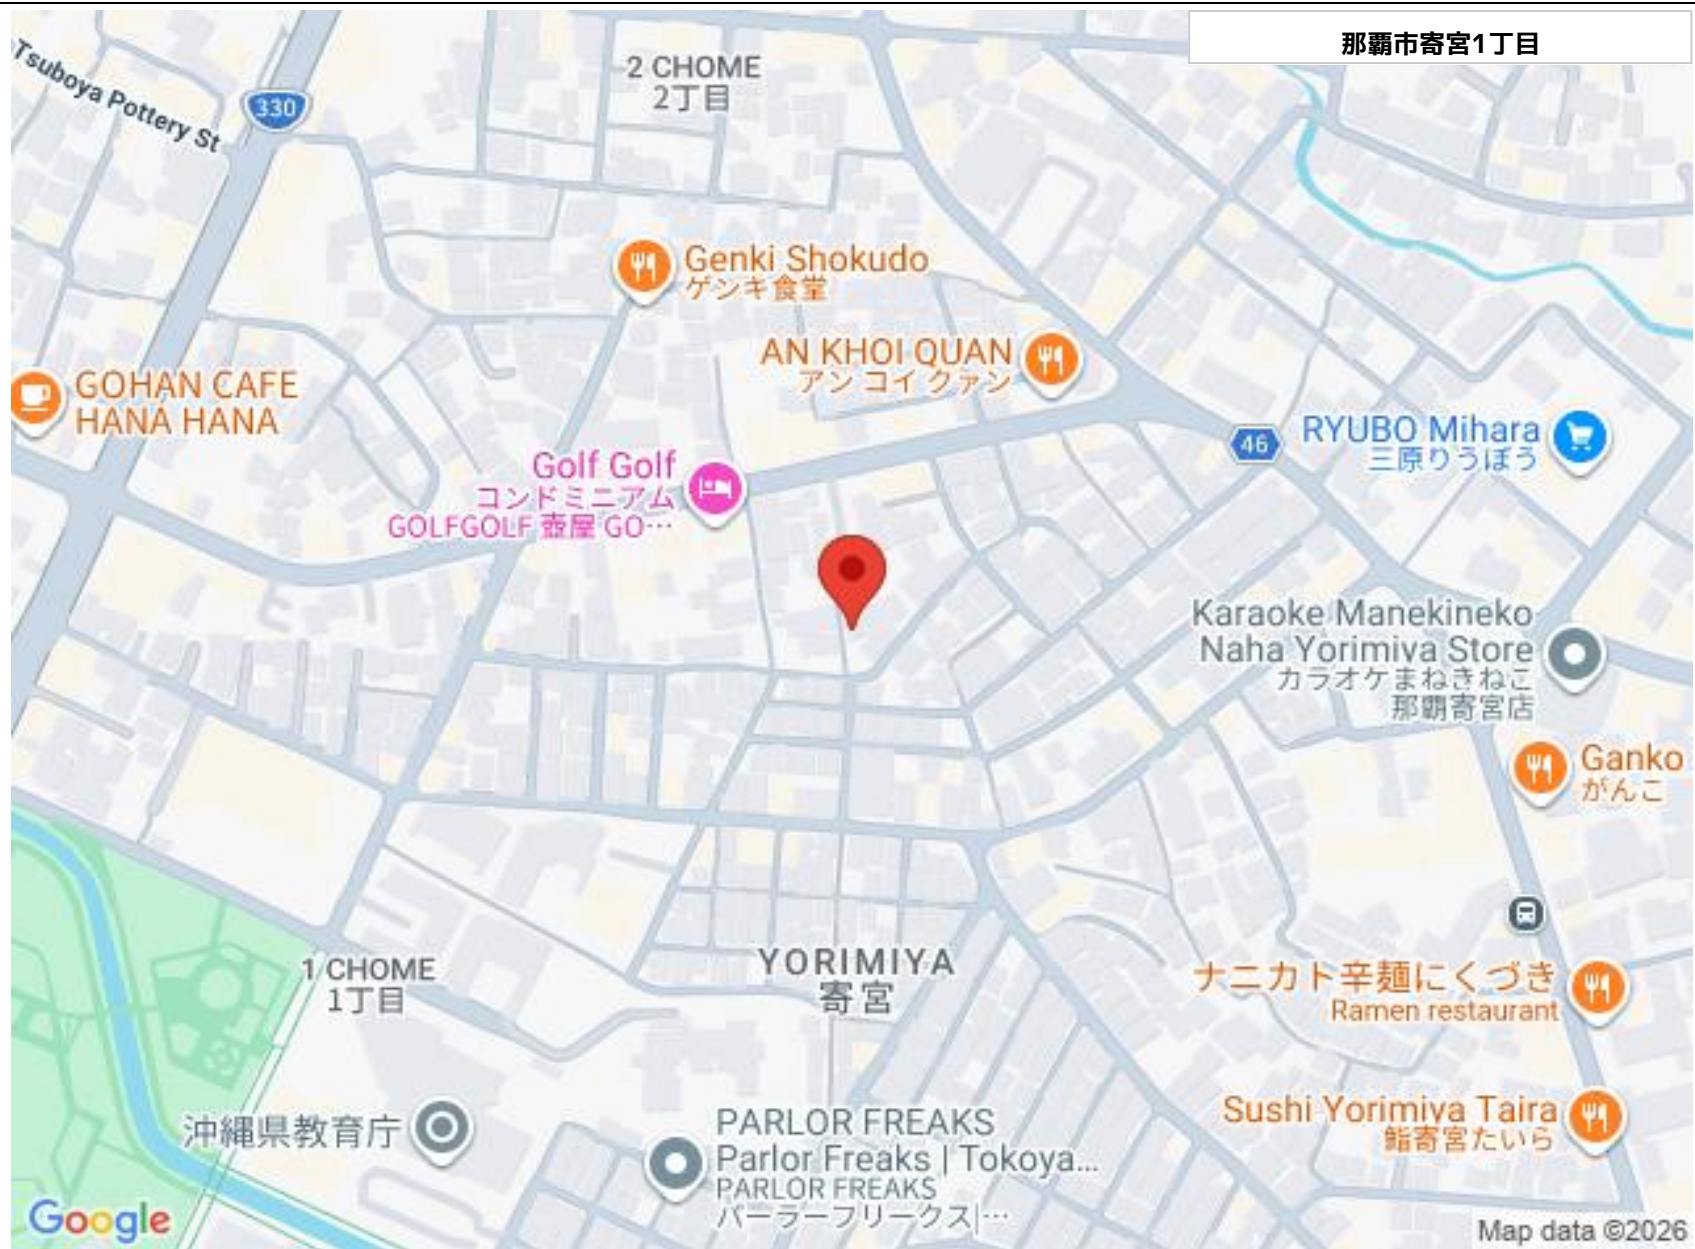 那覇市寄宮1丁目
Tsuboya Pottery St
330
2 CHOME
2丁目
Genki Shokudo
ゲンキ食堂
AN KHOI QUAN
アン コイ クァン
GOHAN CAFE
HANA HANA
46
RYUBO Mihara
三原りうぼう
Golf Golf
コンドミニアム
GOLFGOLF 壺屋 GO…
Karaoke Manekineko
Naha Yorimiya Store
カラオケまねきねこ
那覇寄宮店
Ganko
がんこ
YORIMIYA
寄宮
1 CHOME
1丁目
ナニカト辛麺にくづき
Ramen restaurant
沖縄県教育庁
PARLOR FREAKS
Parlor Freaks | Tokoya...
PARLOR FREAKS
パーラーフリークス|…
Sushi Yorimiya Taira
鮨寄宮たいら
Google
Map data ©2026